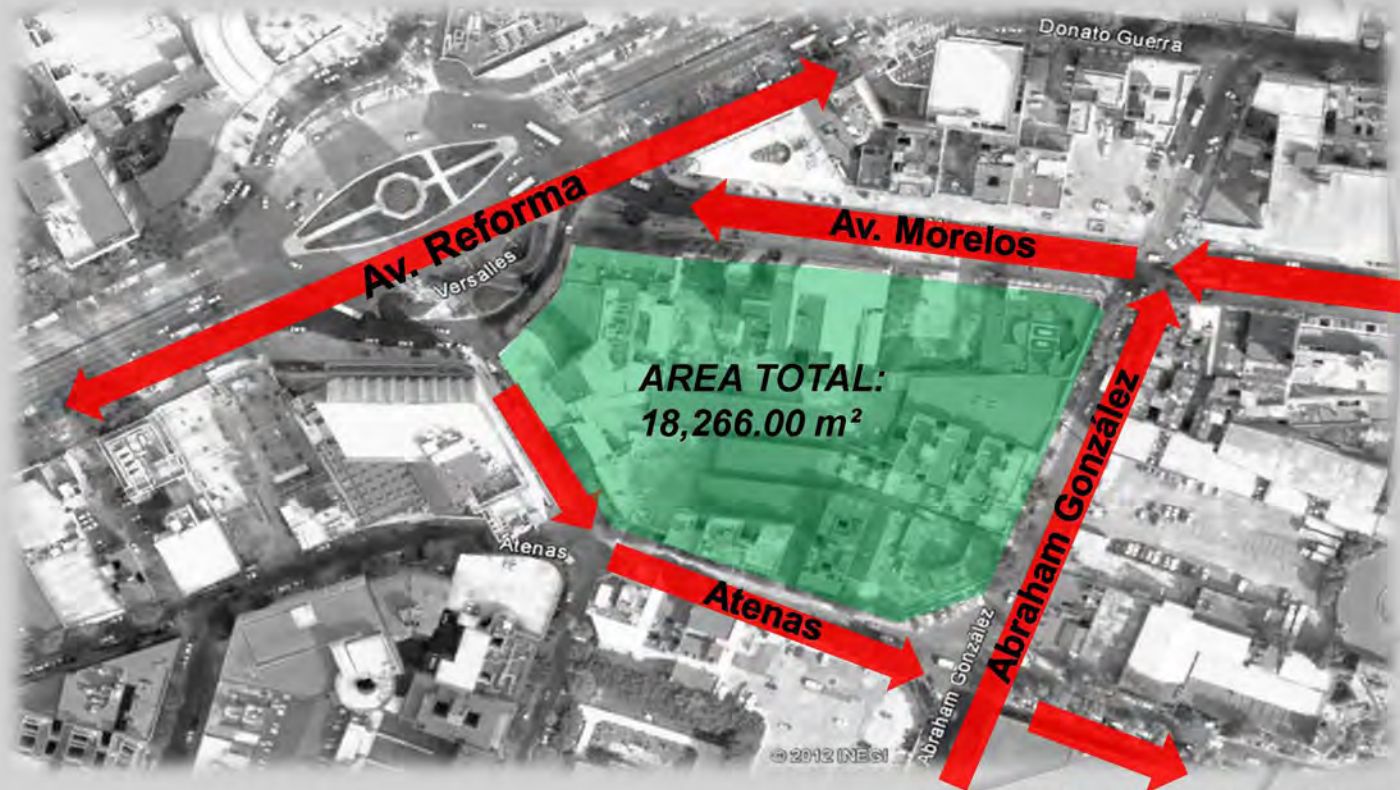 Donato Guerra
Av. Reforma
Versalles
Av. Morelos
AREA TOTAL:
18,266.00 m²
Abraham González
Atenas
Atenas
Abraham González
© 2012 INEGI